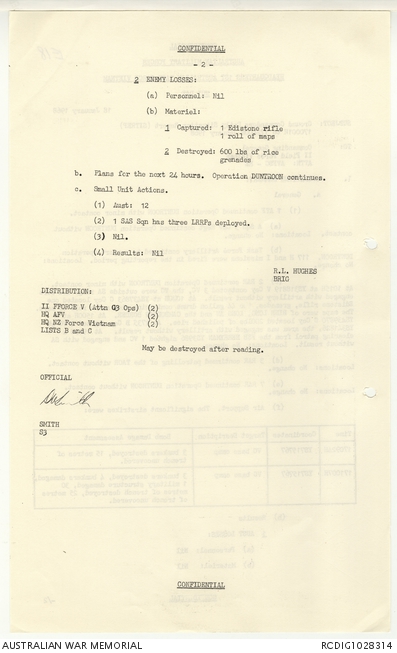 CONFIDENTIAL
- 2 -
2 ENEMY LOSSES:
(a) Personnel: Nil
(b) Materiel:
1 Captured: 1 Edistone rifle
1 roll of maps
2 Destroyed: 600 lbs of rice
grenades
b. Plans for the next 24 hours. Operation DUNTROON continues.
c. Small Unit Actions.
(1) Aust: 12
(2) 1 SAS Sqn has three LRRPs deployed.
(3) Nil.
(4) Results: Nil
R.L. HUGHES
BRIG
DISTRIBUTION:
II FFORCE V (Attn G3 Ops) (2)
HQ AFV (2)
HQ NZ Force Vietnam (2)
LISTS B and C
May be destroyed after reading.
OFFICIAL
SMITH
S3
CONFIDENTIAL
AUSTRALIAN WAR MEMORIAL
RCDIG1028314